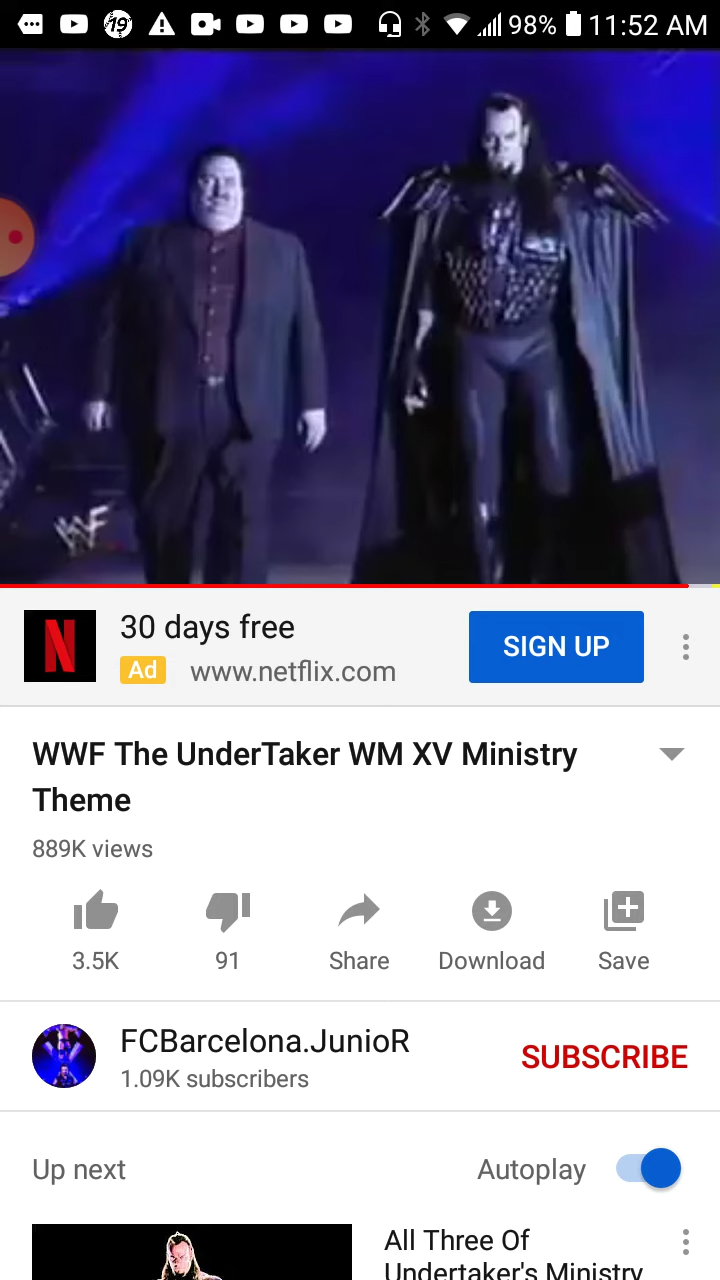 19
98%
11:52 AM
WF
N
30 days free
SIGN UP
Ad
www.netflix.com
WWF The UnderTaker WM XV Ministry
Theme
889K views
3.5K
91
Share
Download
Save
FCBarcelona.JunioR
1.09K subscribers
SUBSCRIBE
Up next
Autoplay
All Three Of
Undertaker's Ministry